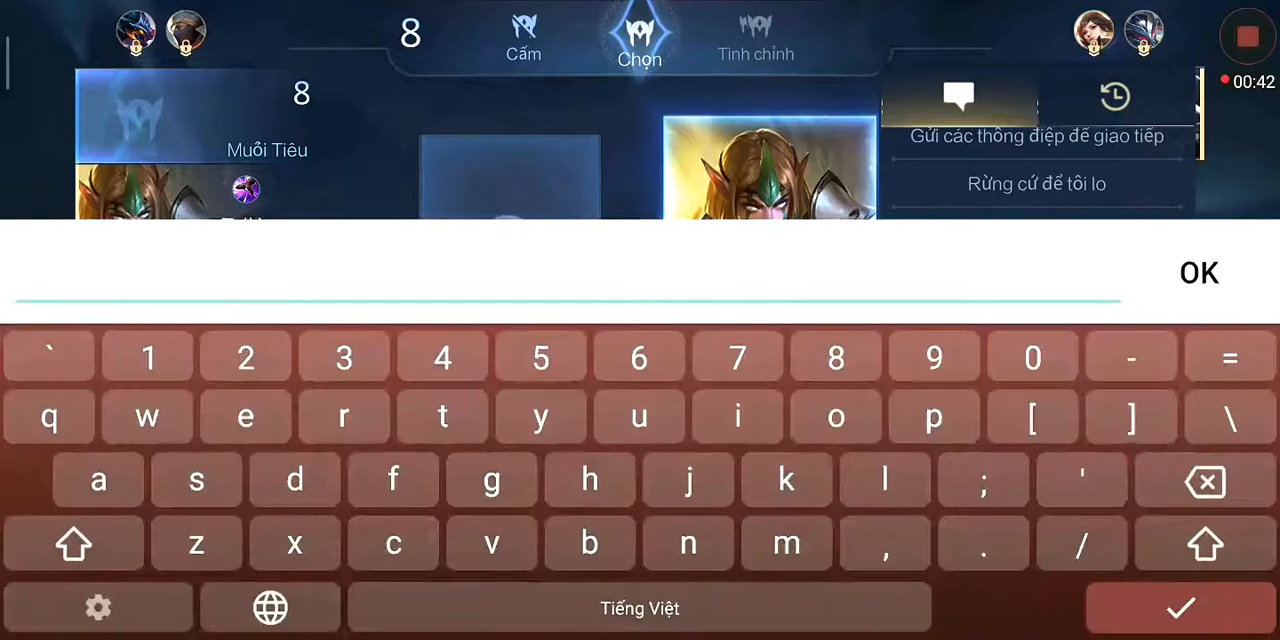 8
Cấm
Chọn
Tinh chỉnh
00:42
8
Muỗi Tiêu
Gửi các thông điệp để giao tiếp
Rừng cứ để tôi lo
OK
` 1 2 3 4 5 6 7 8 9 0 - =
q w e r t y u i o p [ ] \
a s d f g h j k l ; '
z x c v b n m , . /
Tiếng Việt